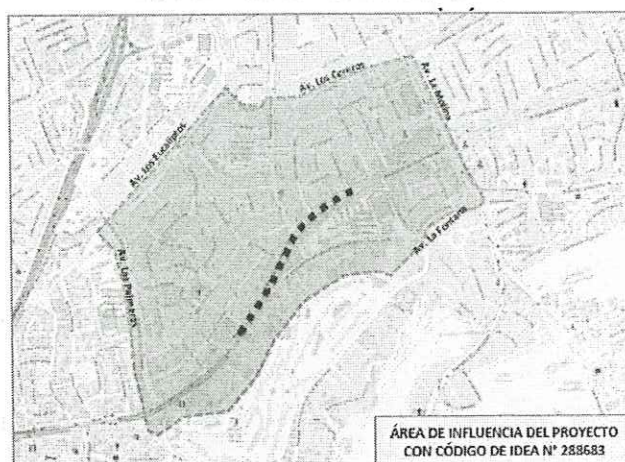 Av. Los Cerezos
Av. La Molina
Av. Los Eucaliptos
Av. La Fontana
Av. Las Palmeras
ÁREA DE INFLUENCIA DEL PROYECTO
CON CÓDIGO DE IDEA N° 288683